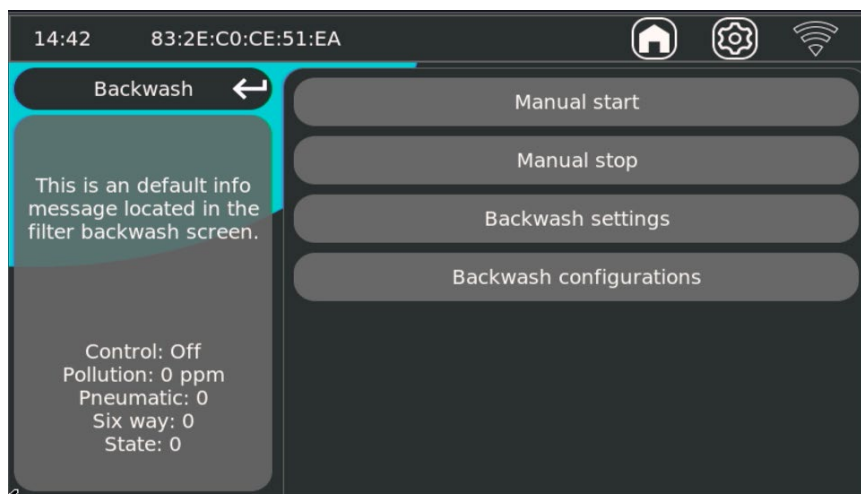 14:42 83:2E:C0:CE:51:EA
Backwash
This is an default info
message located in the
filter backwash screen.
Control: Off
Pollution: 0 ppm
Pneumatic: 0
Six way: 0
State: 0
Manual start
Manual stop
Backwash settings
Backwash configurations